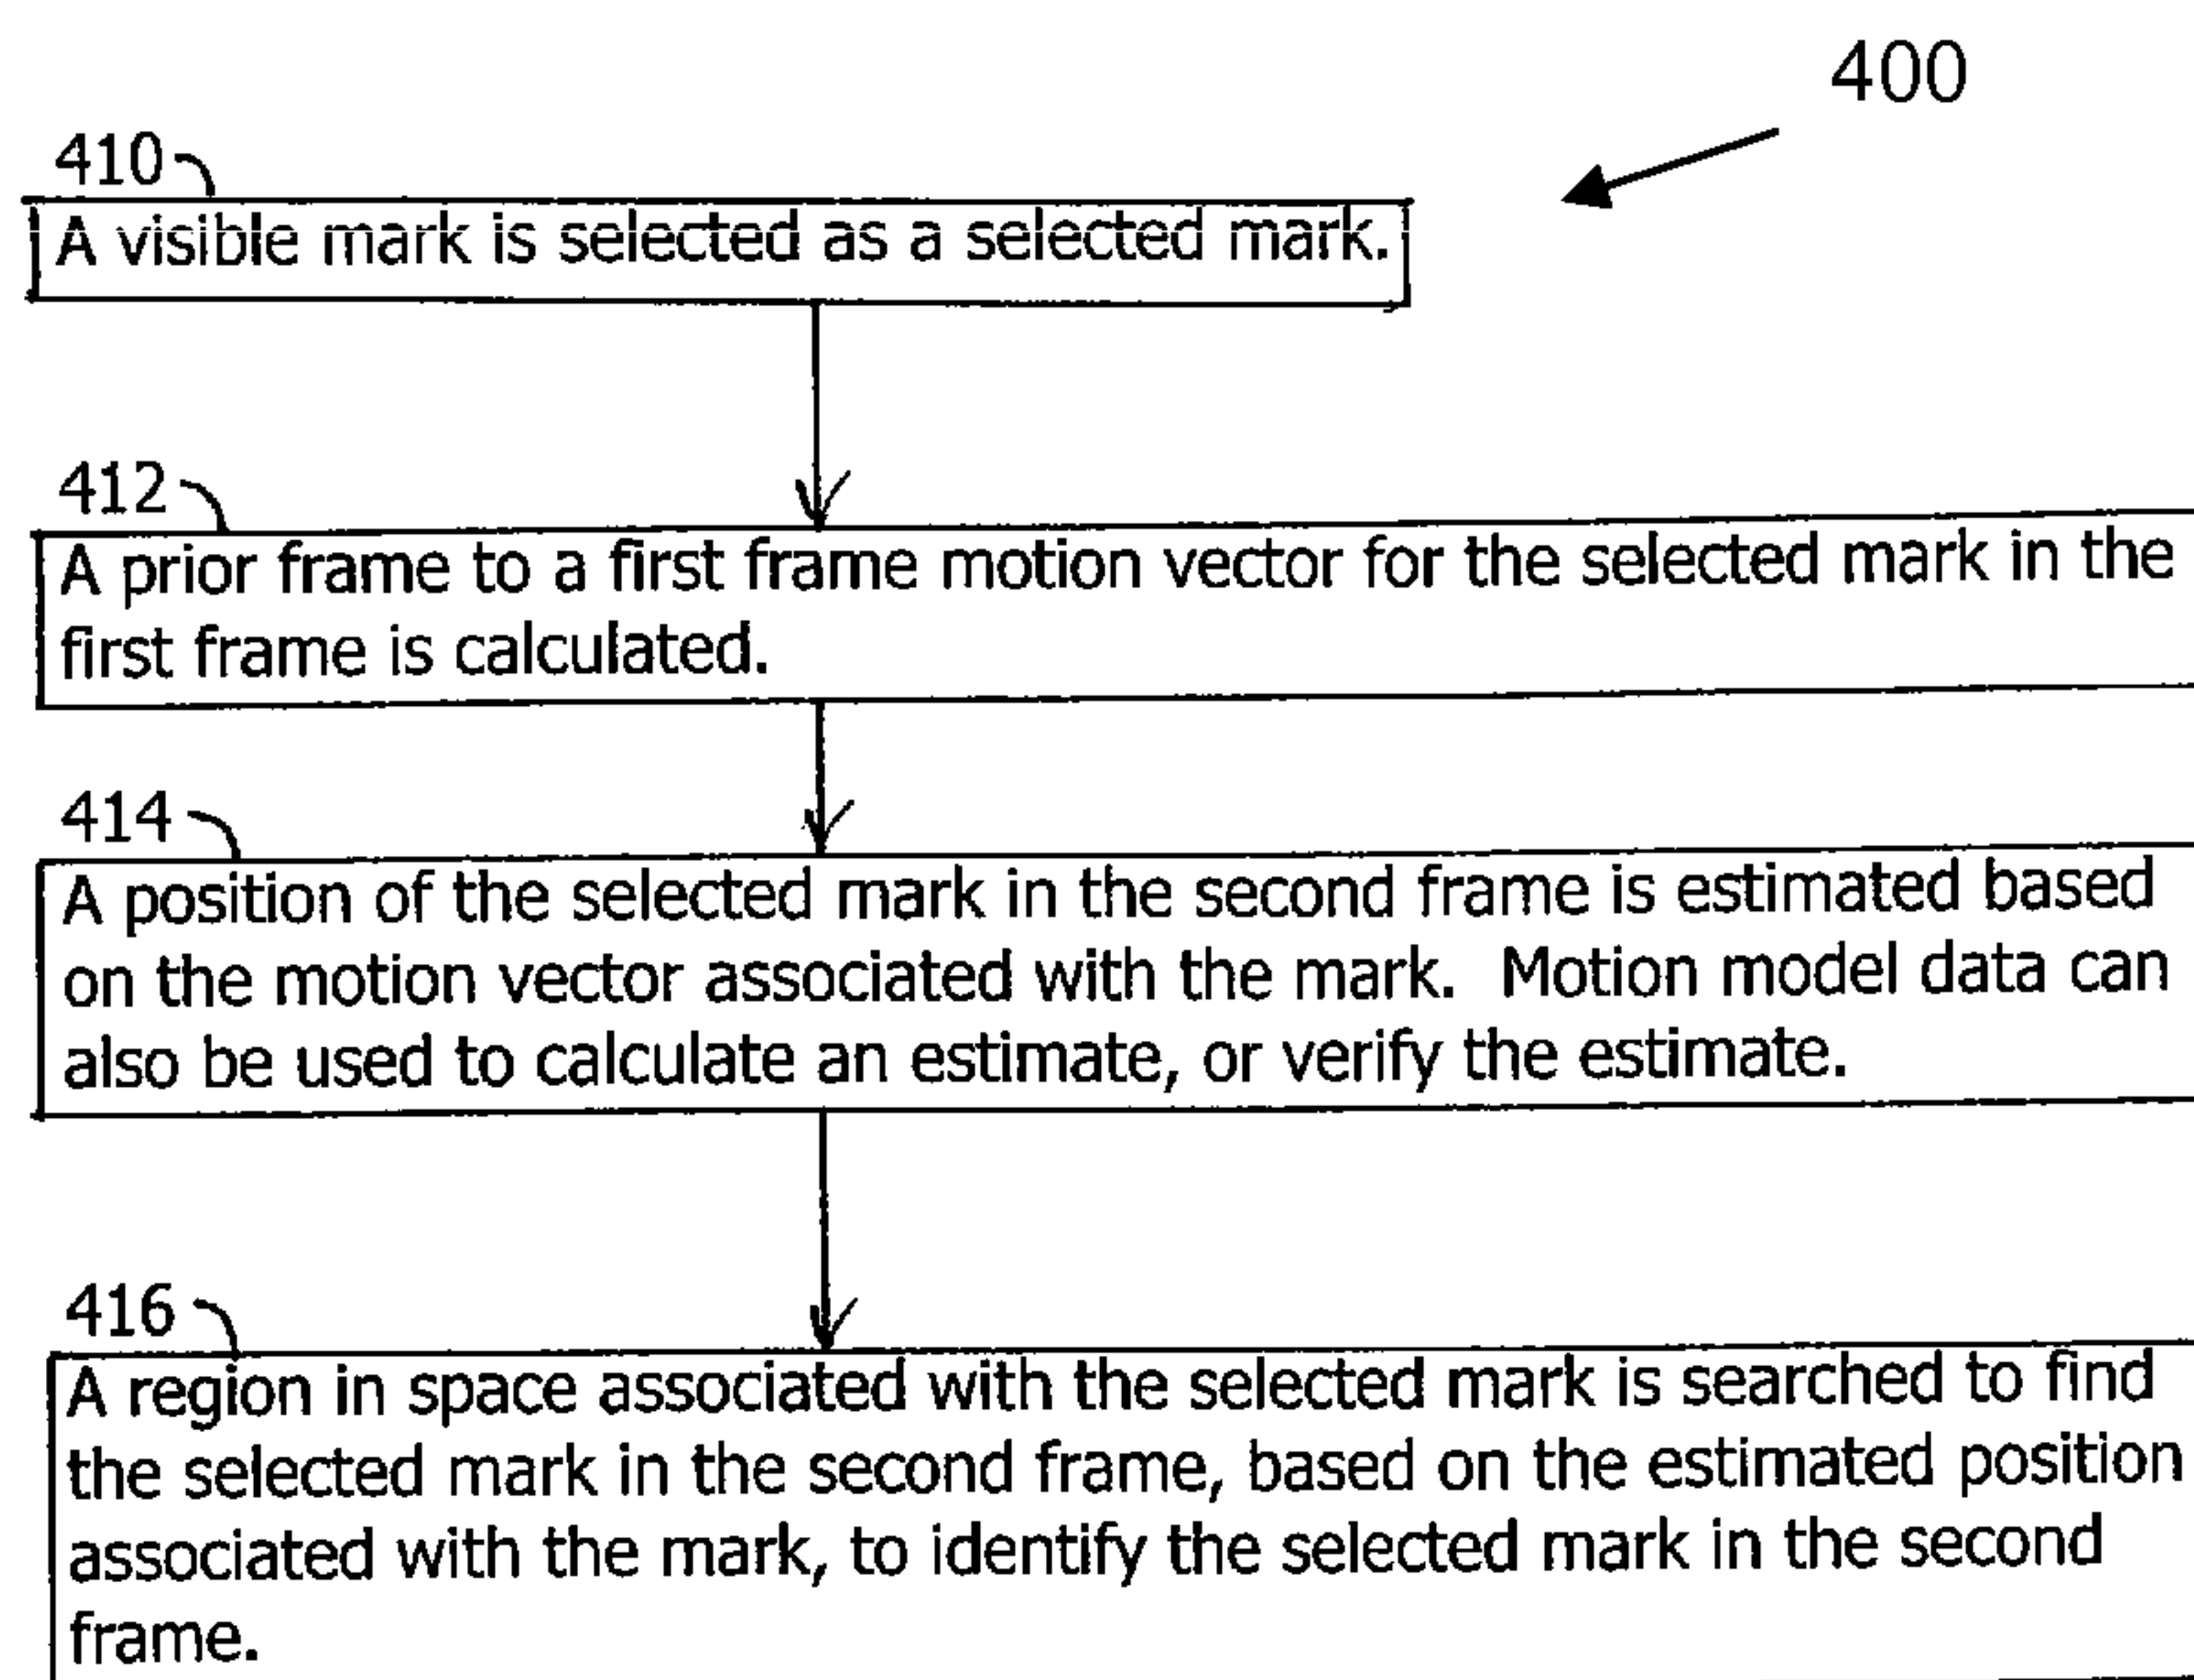 400
410
A visible mark is selected as a selected mark.
412
A prior frame to a first frame motion vector for the selected mark in the
first frame is calculated.
414
A position of the selected mark in the second frame is estimated based
on the motion vector associated with the mark. Motion model data can
also be used to calculate an estimate, or verify the estimate.
416
A region in space associated with the selected mark is searched to find
the selected mark in the second frame, based on the estimated position
associated with the mark, to identify the selected mark in the second
frame.